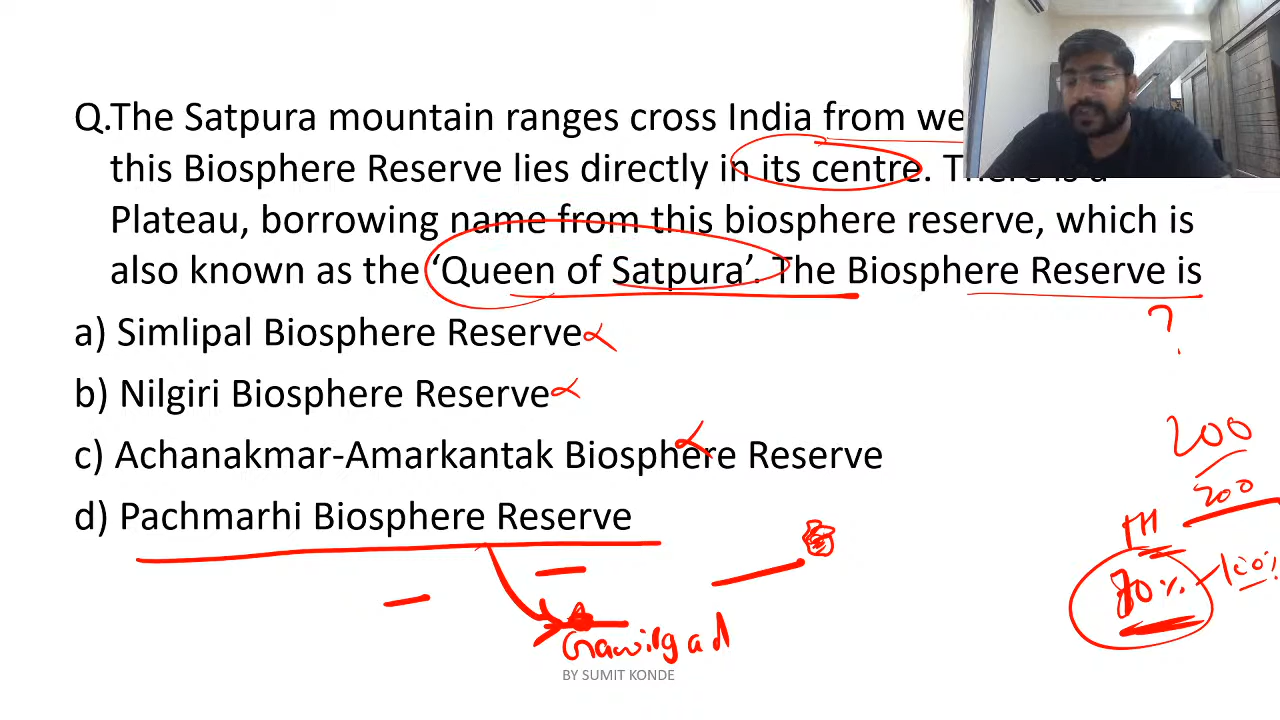 Q.The Satpura mountain ranges cross India from we
this Biosphere Reserve lies directly in its centre.
Plateau, borrowing name from this biosphere reserve, which is
also known as the ‘Queen of Satpura’. The Biosphere Reserve is
?
a) Simlipal Biosphere Reserve
b) Nilgiri Biosphere Reserve
c) Achanakmar-Amarkantak Biosphere Reserve
d) Pachmarhi Biosphere Reserve
200
200
80% 100%
Gawilgad
BY SUMIT KONDE